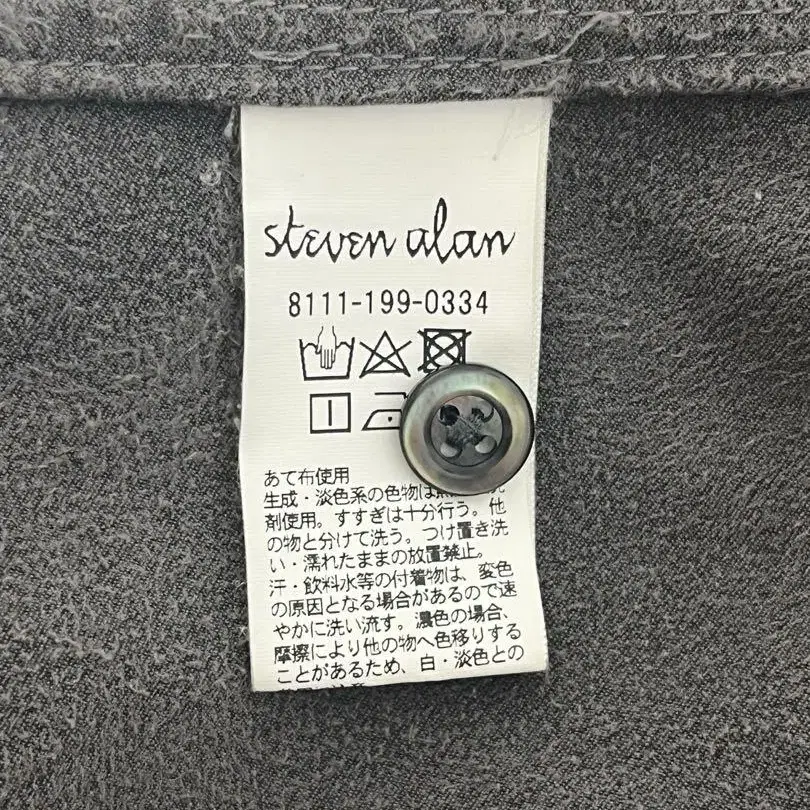 steven alan
8111-199-0334
あて布使用
生成・淡色系の色物は
剤使用。すすぎは十分行う。他
の物と分けて洗う。つけ置き洗
い・濡れたままの放置禁止。
汗・飲料水等の付着物は、変色
の原因となる場合があるので速
やかに洗い流す。濃色の場合、
摩擦により他の物へ色移りする
ことがあるため、白・淡色との